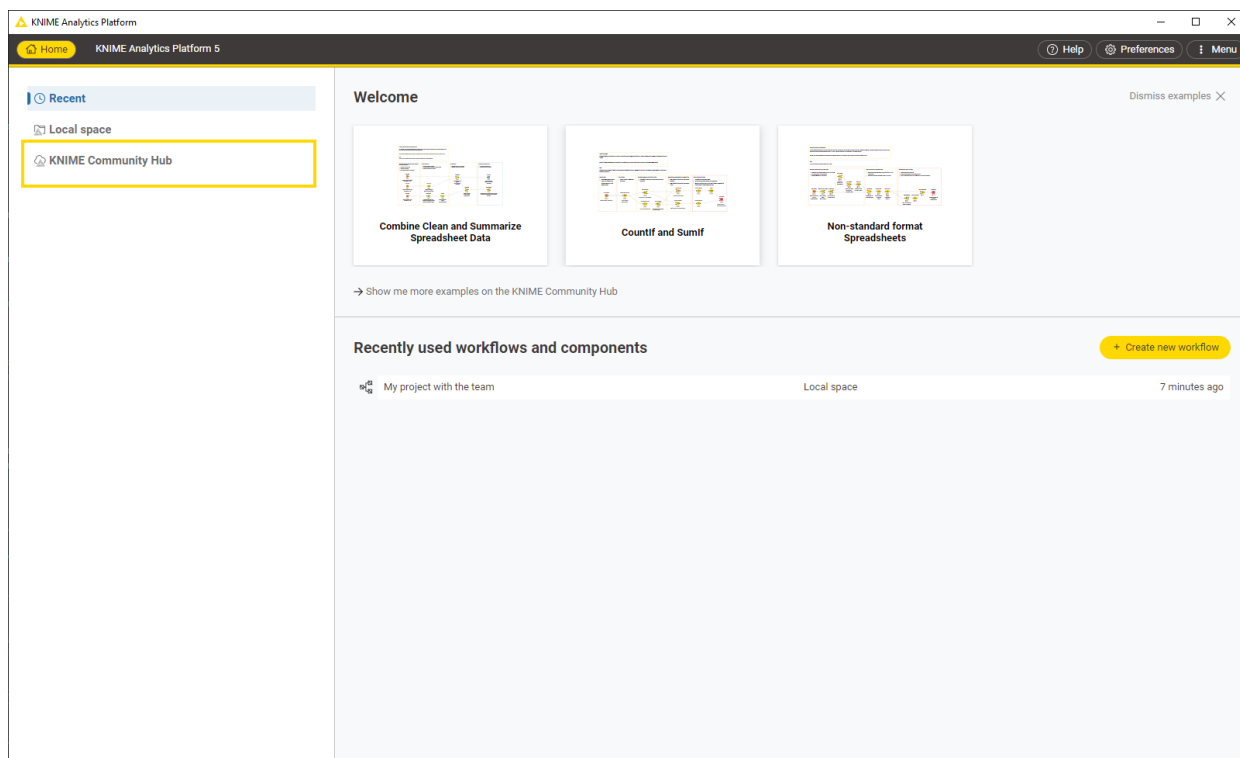 KNIME Analytics Platform
Home
KNIME Analytics Platform 5
Help
Preferences
Menu
Recent
Local space
KNIME Community Hub
Welcome
Dismiss examples
Combine Clean and Summarize
Spreadsheet Data
CountIf and SumIf
Non-standard format
Spreadsheets
→ Show me more examples on the KNIME Community Hub
Recently used workflows and components
+ Create new workflow
My project with the team
Local space
7 minutes ago